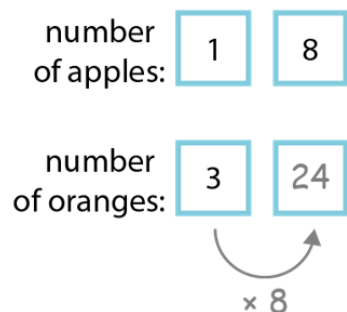 number
of apples: 1 8
number
of oranges: 3 24
× 8